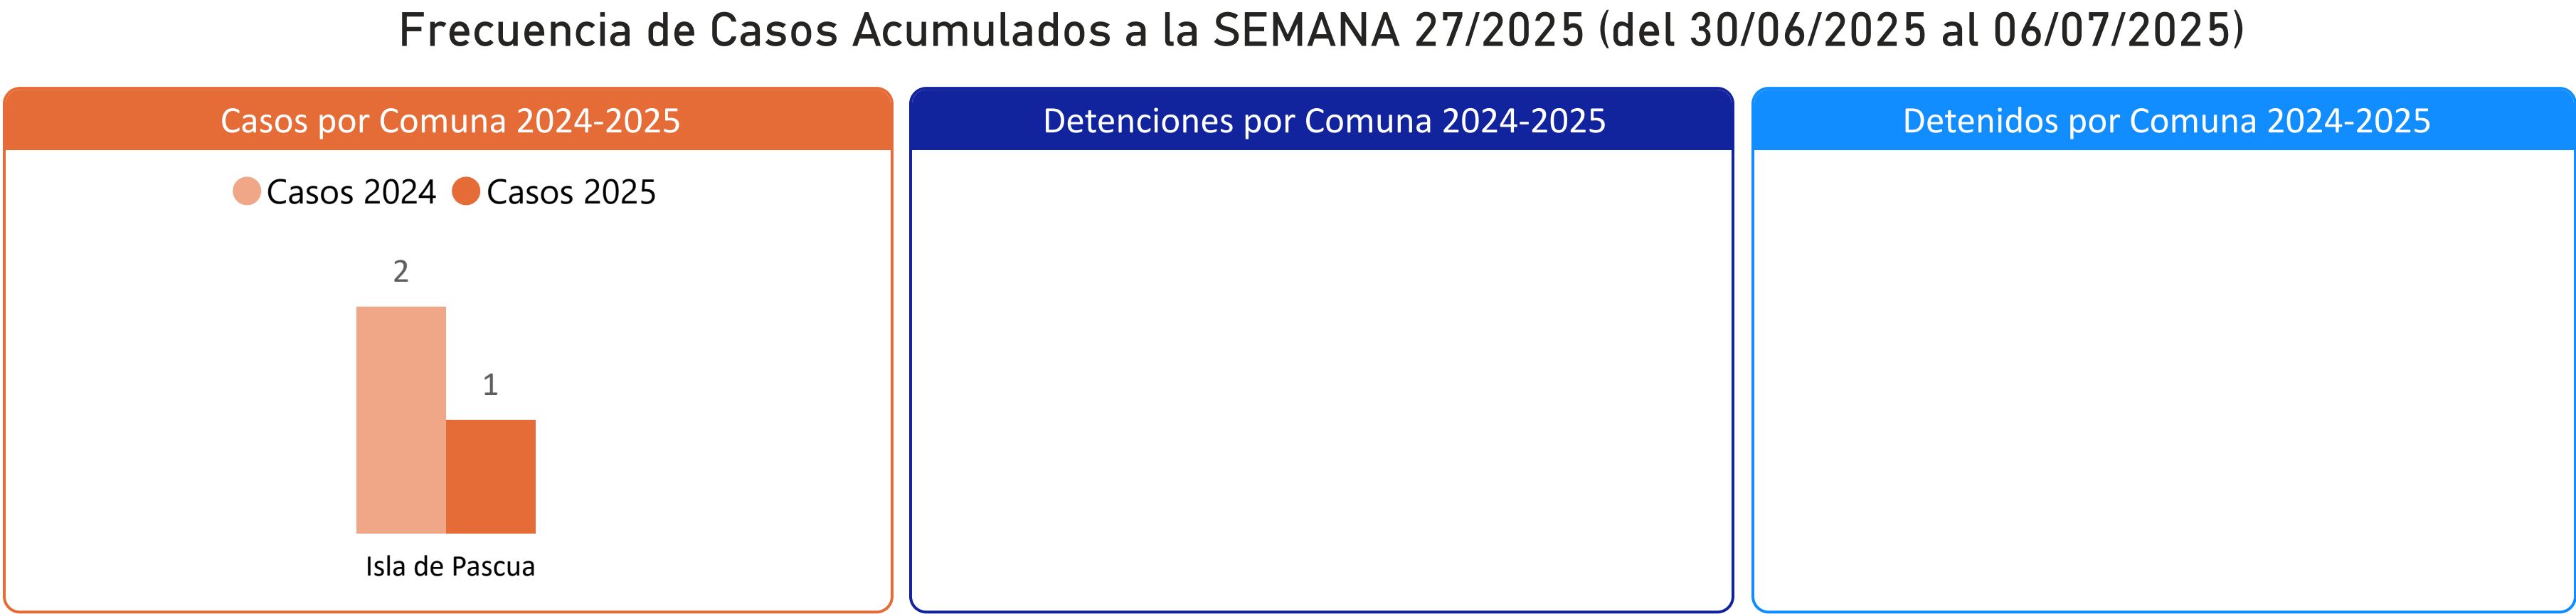 Frecuencia de Casos Acumulados a la SEMANA 27/2025 (del 30/06/2025 al 06/07/2025)
Casos por Comuna 2024-2025
Casos 2024 Casos 2025
2
1
Isla de Pascua
Detenciones por Comuna 2024-2025
Detenidos por Comuna 2024-2025